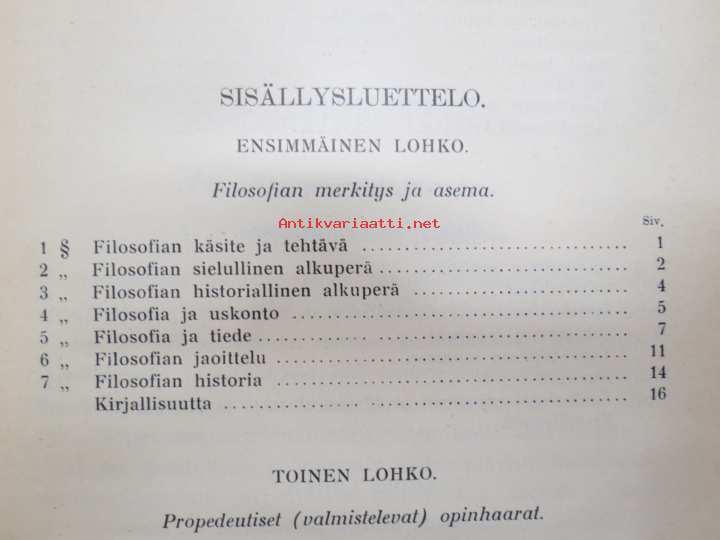 SISÄLLYSLUETTELO.
ENSIMMÄINEN LOHKO.
Filosofian merkitys ja asema.
Antikvariaatti.net
Siv.
1 § Filosofian käsite ja tehtävä ........ 1
2 „ Filosofian sielullinen alkuperä ........ 2
3 „ Filosofian historiallinen alkuperä ........ 4
4 „ Filosofia ja uskonto ........ 5
5 „ Filosofia ja tiede ........ 7
6 „ Filosofian jaoittelu ........ 11
7 „ Filosofian historia ........ 14
Kirjallisuutta ........ 16
TOINEN LOHKO.
Propedeutiset (valmistelevat) opinhaarat.